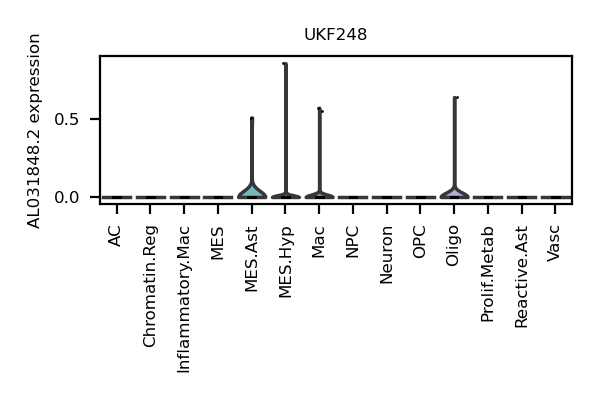 UKF248
AL031848.2 expression
0.5
0.0
AC
Chromatin.Reg
Inflammatory.Mac
MES
MES.Ast
MES.Hyp
Mac
NPC
Neuron
OPC
Oligo
Prolif.Metab
Reactive.Ast
Vasc